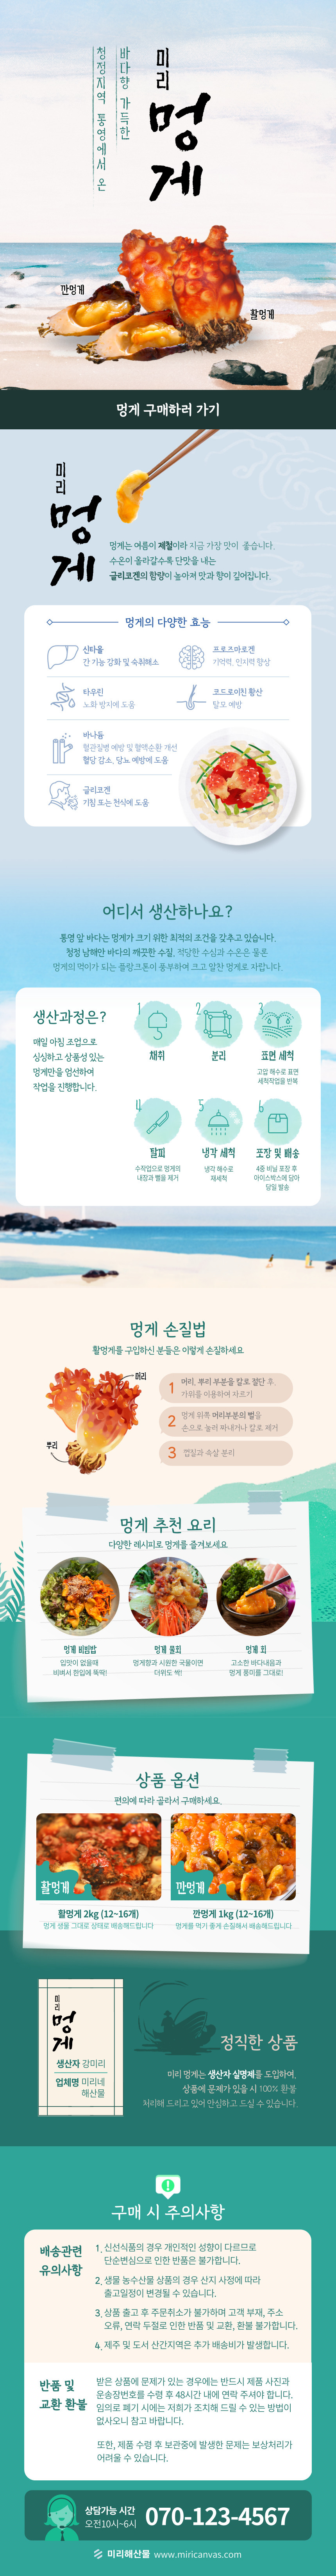 청정지역 통영에서 온
바다향 가득한
미리
멍게
깐멍게
활멍게
멍게 구매하러 가기
미리
멍게
멍게는 여름이 제철이라 지금 가장 맛이 좋습니다.
수온이 올라갈수록 단맛을 내는
글리코겐의 함량이 높아져 맛과 향이 깊어집니다.
멍게의 다양한 효능
신타올
간 기능 강화 및 숙취해소
프로즈마로겐
기억력, 인지력 향상
타우린
노화 방지에 도움
코드로이친 황산
탈모 예방
바나듐
혈관질병 예방 및 혈액순환 개선
혈당 감소, 당뇨 예방에 도움
글리코겐
기침 또는 천식에 도움
어디서 생산하나요?
통영 앞 바다는 멍게가 크기 위한 최적의 조건을 갖추고 있습니다.
청정 남해안 바다의 깨끗한 수질, 적당한 수심과 수온은 물론
멍게의 먹이가 되는 플랑크톤이 풍부하여 크고 알찬 멍게로 자랍니다.
생산과정은?
매일 아침 조업으로
싱싱하고 상품성 있는
멍게만을 엄선하여
작업을 진행합니다.
1
채취
2
분리
3
표면 세척
고압 해수로 표면
세척작업을 반복
4
탈피
수작업으로 멍게의
내장과 뻘을 제거
5
냉각 세척
냉각 해수로
재세척
6
포장 및 배송
4중 비닐 포장 후
아이스박스에 담아
당일 발송
멍게 손질법
활멍게를 구입하신 분들은 이렇게 손질하세요.
머리
뿌리
1 머리, 뿌리 부분을 칼로 절단 후,
가위를 이용하여 자르기
2 멍게 위쪽 머리부분의 뻘을
손으로 눌러 짜내거나 칼로 제거
3 껍질과 속살 분리
멍게 추천 요리
다양한 레시피로 멍게를 즐겨보세요.
멍게 비빔밥
입맛이 없을때
비벼서 한입에 뚝딱!
멍게 물회
멍게향과 시원한 국물이면
더위도 싹!
멍게 회
고소한 바다내음과
멍게 풍미를 그대로!
상품 옵션
편의에 따라 골라서 구매하세요.
활멍게
깐멍게
활멍게 2kg (12~16개)
멍게 생물 그대로 상태로 배송해드립니다
깐멍게 1kg (12~16개)
멍게를 먹기 좋게 손질해서 배송해드립니다
미리
멍게
생산자 강미리
업체명 미리네
해산물
정직한 상품
미리 멍게는 생산자 실명제를 도입하여,
상품에 문제가 있을 시 100% 환불
처리해 드리고 있어 안심하고 드실 수 있습니다.
구매 시 주의사항
배송관련
유의사항
1. 신선식품의 경우 개인적인 성향이 다르므로
단순변심으로 인한 반품은 불가합니다.
2. 생물 농수산물 상품의 경우 산지 사정에 따라
출고일정이 변경될 수 있습니다.
3. 상품 출고 후 주문취소가 불가하며 고객 부재, 주소
오류, 연락 두절로 인한 반품 및 교환, 환불 불가합니다.
4. 제주 및 도서 산간지역은 추가 배송비가 발생합니다.
반품 및
교환 환불
받은 상품에 문제가 있는 경우에는 반드시 제품 사진과
운송장번호를 수령 후 48시간 내에 연락 주셔야 합니다.
임의로 폐기 시에는 저희가 조치해 드릴 수 있는 방법이
없사오니 참고 바랍니다.
또한, 제품 수령 후 보관중에 발생한 문제는 보상처리가
어려울 수 있습니다.
상담가능 시간
오전10시~6시
070-123-4567
미리해산물 www.miricanvas.com